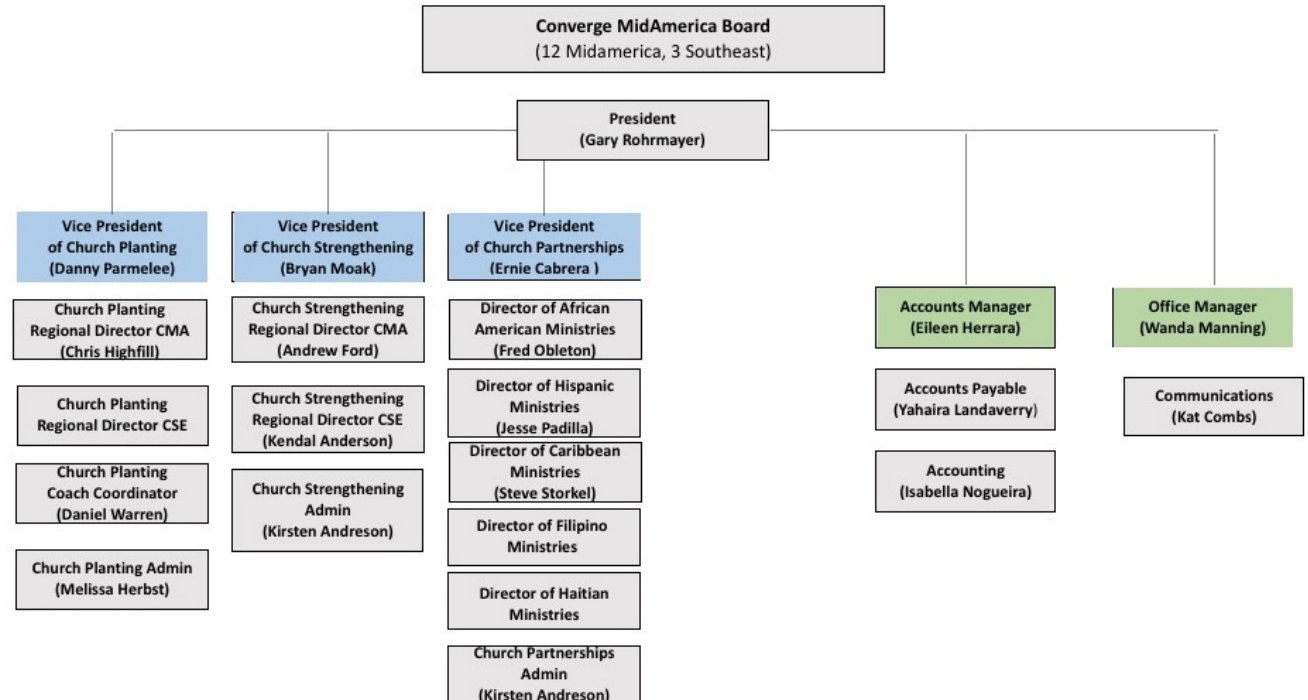 Converge MidAmerica Board
(12 Midamerica, 3 Southeast)
President
(Gary Rohrmayer)
Vice President
of Church Planting
(Danny Parmelee)
Church Planting
Regional Director CMA
(Chris Highfill)
Church Planting
Regional Director CSE
Church Planting
Coach Coordinator
(Daniel Warren)
Church Planting Admin
(Melissa Herbst)
Vice President
of Church Strengthening
(Bryan Moak)
Church Strengthening
Regional Director CMA
(Andrew Ford)
Church Strengthening
Regional Director CSE
(Kendal Anderson)
Church Strengthening
Admin
(Kirsten Andreson)
Vice President
of Church Partnerships
(Ernie Cabrera )
Director of African
American Ministries
(Fred Obleton)
Director of Hispanic
Ministries
(Jesse Padilla)
Director of Caribbean
Ministries
(Steve Storkel)
Director of Filipino
Ministries
Director of Haitian
Ministries
Church Partnerships
Admin
(Kirsten Andreson)
Accounts Manager
(Eileen Herrara)
Accounts Payable
(Yahaira Landaverry)
Accounting
(Isabella Nogueira)
Office Manager
(Wanda Manning)
Communications
(Kat Combs)